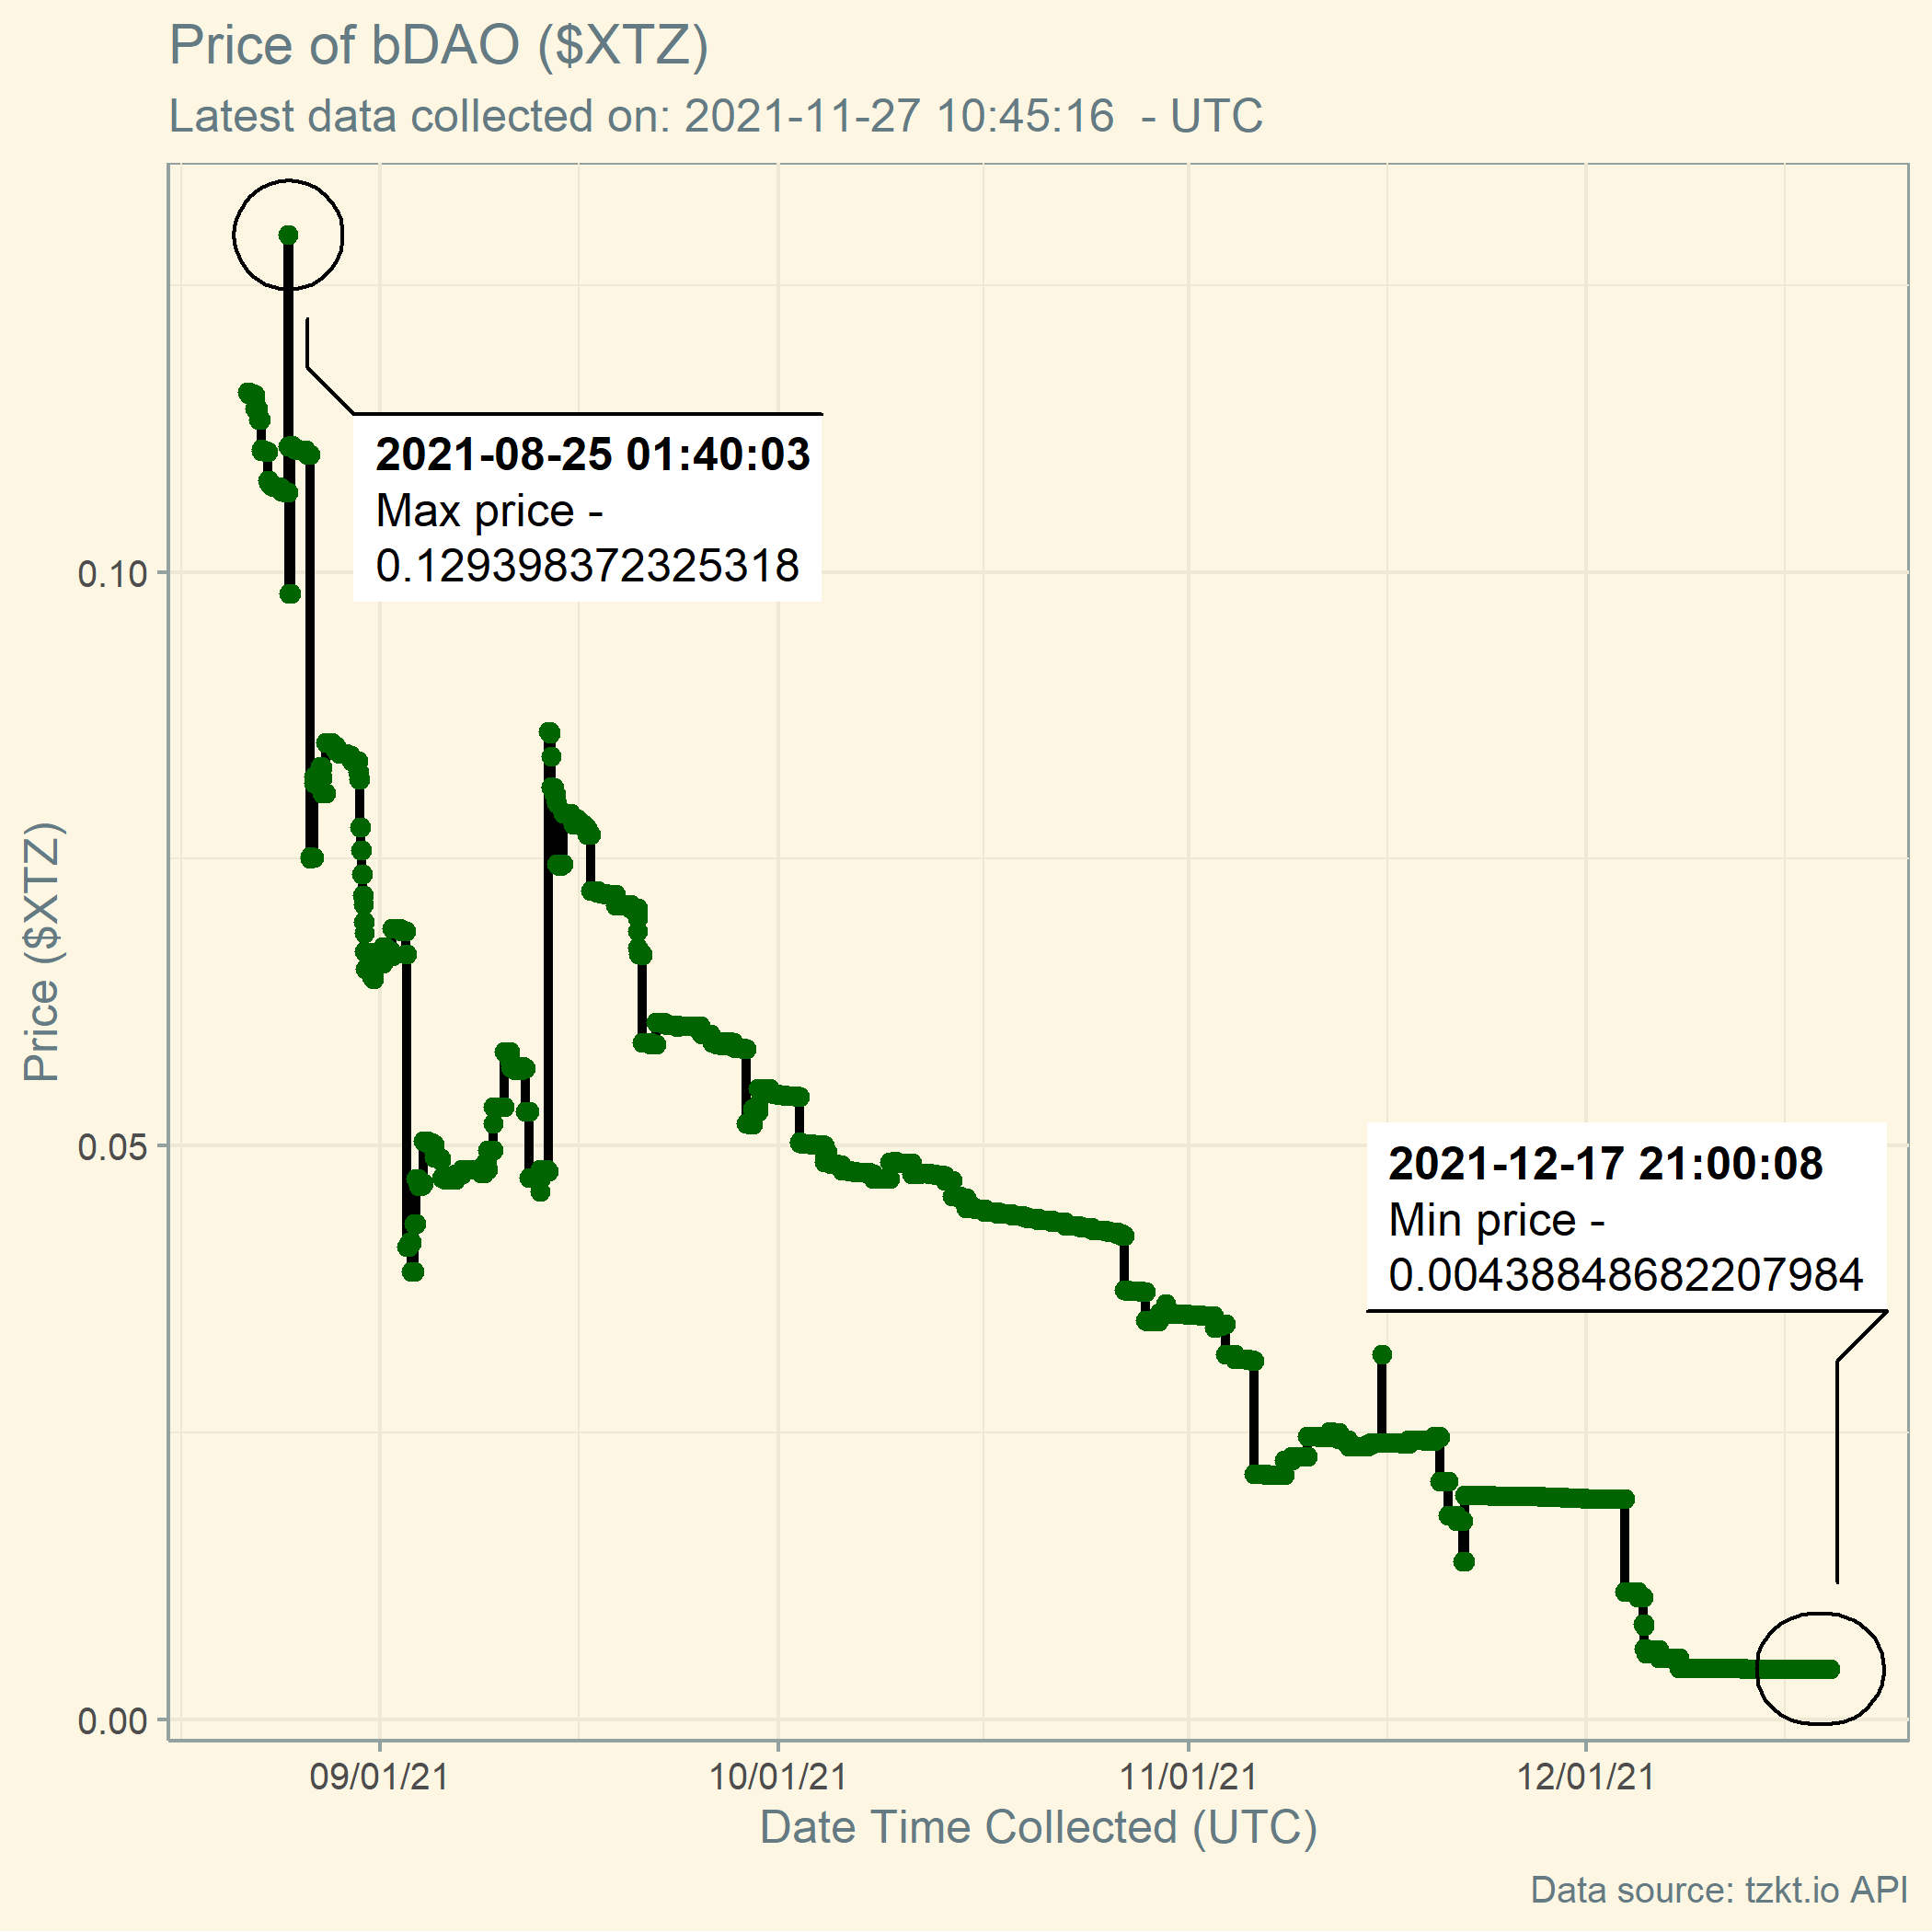 Price of bDAO ($XTZ)
Latest data collected on: 2021-11-27 10:45:16  - UTC
2021-08-25 01:40:03
Max price -
0.129398372325318
0.10
Price ($XTZ)
0.05
2021-12-17 21:00:08
Min price -
0.00438848682207984
0.00
09/01/21
10/01/21
11/01/21
12/01/21
Date Time Collected (UTC)
Data source: tzkt.io API